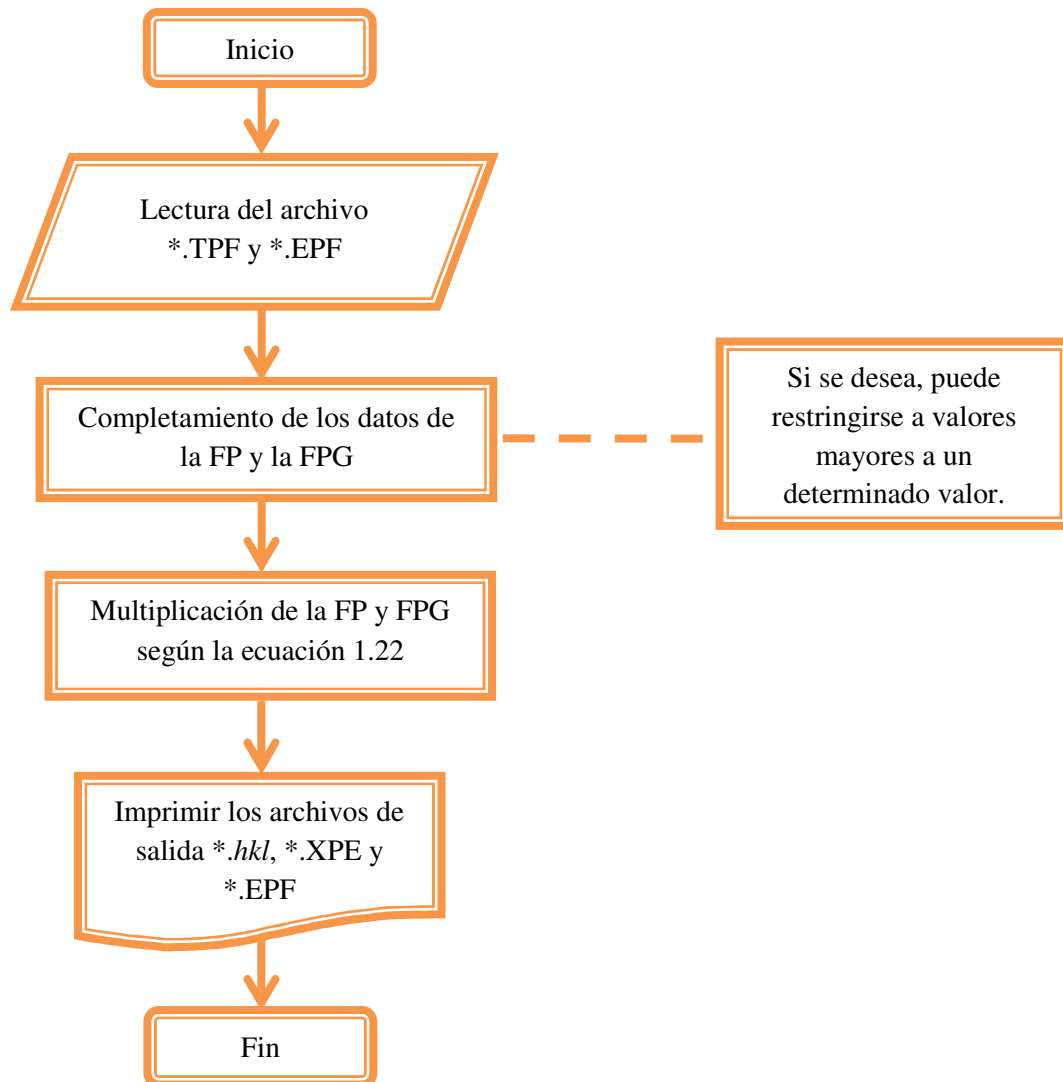 Inicio
Lectura del archivo
*.TPF y *.EPF
Completamiento de los datos de
la FP y la FPG
Si se desea, puede
restringirse a valores
mayores a un
determinado valor.
Multiplicación de la FP y FPG
según la ecuación 1.22
Imprimir los archivos de
salida *.hkl, *.XPE y
*.EPF
Fin